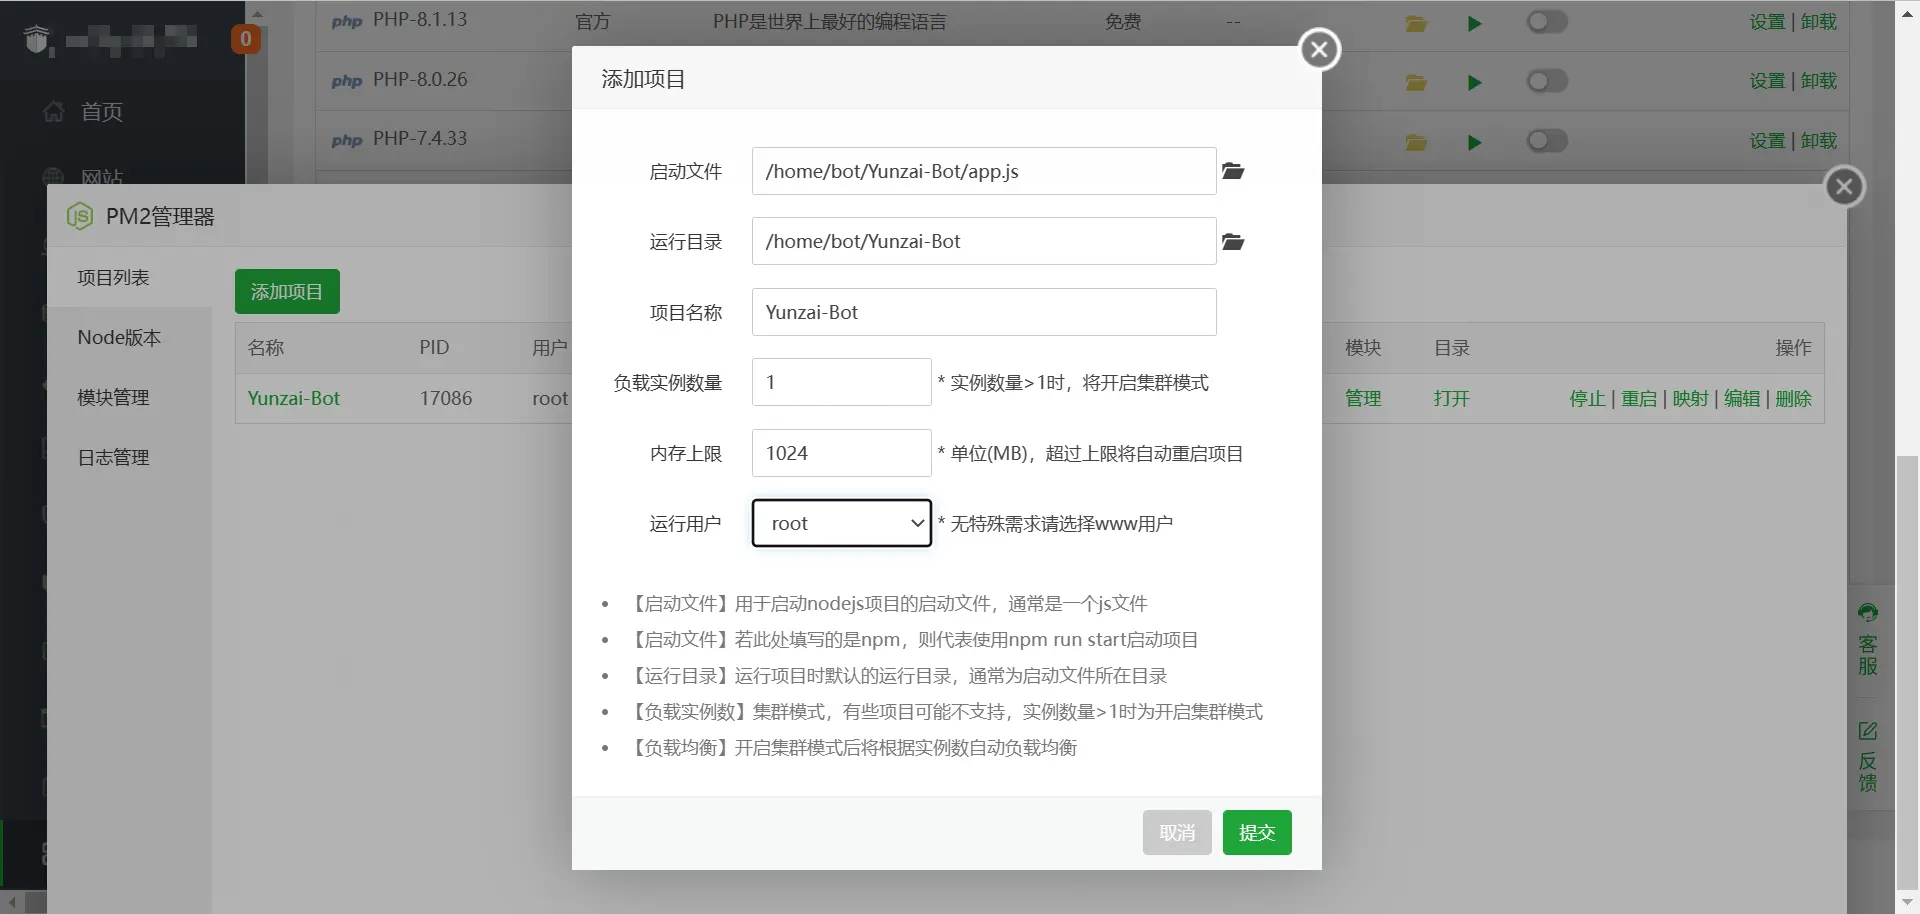 0
首页
网站
php PHP-8.1.13 官方 PHP是世界上最好的编程语言 免费 -- 设置 | 卸载
php PHP-8.0.26 设置 | 卸载
php PHP-7.4.33 设置 | 卸载
PM2管理器
项目列表
Node版本
模块管理
日志管理
添加项目
名称 PID 用户 模块 目录 操作
Yunzai-Bot 17086 root 管理 打开 停止 | 重启 | 映射 | 编辑 | 删除
添加项目
启动文件 /home/bot/Yunzai-Bot/app.js
运行目录 /home/bot/Yunzai-Bot
项目名称 Yunzai-Bot
负载实例数量 1 * 实例数量>1时，将开启集群模式
内存上限 1024 * 单位(MB)，超过上限将自动重启项目
运行用户 root * 无特殊需求请选择www用户
• 【启动文件】用于启动nodejs项目的启动文件，通常是一个js文件
• 【启动文件】若此处填写的是npm，则代表使用npm run start启动项目
• 【运行目录】运行项目时默认的运行目录，通常为启动文件所在目录
• 【负载实例数】集群模式，有些项目可能不支持，实例数量>1时为开启集群模式
• 【负载均衡】开启集群模式后将根据实例数自动负载均衡
取消 提交
客服
反馈